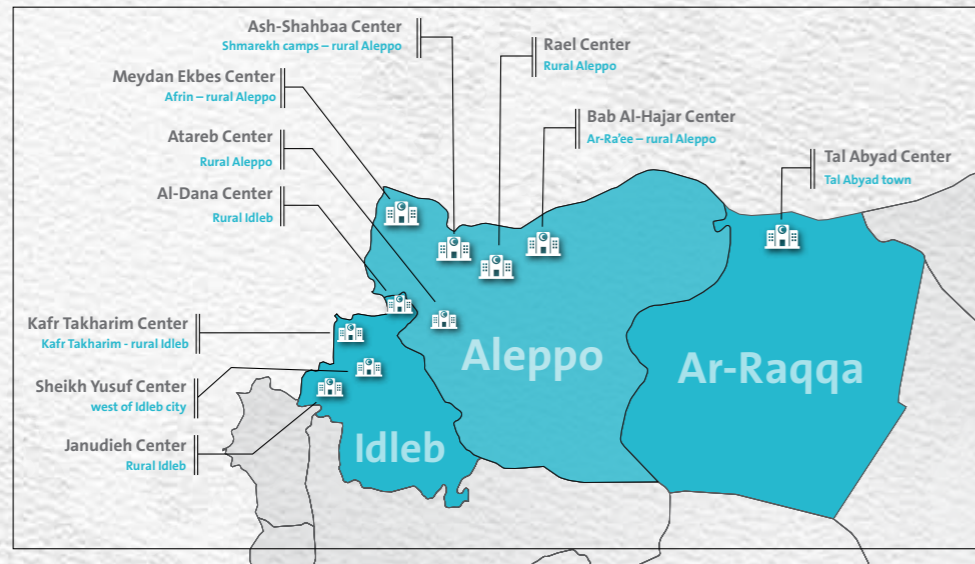 Ash-Shahbaa Center
Shmarekh camps – rural Aleppo
Rael Center
Rural Aleppo
Meydan Ekbes Center
Afrin – rural Aleppo
Bab Al-Hajar Center
Ar-Ra'ee – rural Aleppo
Atareb Center
Rural Aleppo
Tal Abyad Center
Tal Abyad town
Al-Dana Center
Rural Idleb
Kafr Takharim Center
Kafr Takharim - rural Idleb
Aleppo
Ar-Raqqa
Sheikh Yusuf Center
west of Idleb city
Janudieh Center
Rural Idleb
Idleb